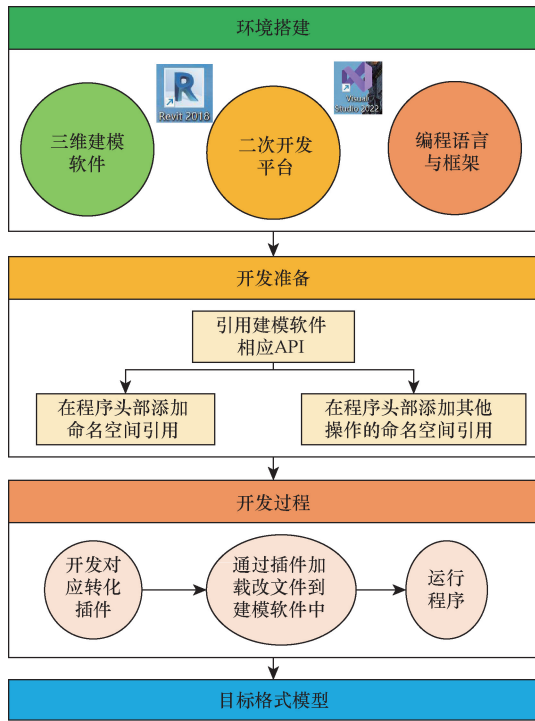 环境搭建
Revit 2018
Visual
Studio 2022
三维建模
软件
二次开发
平台
编程语言
与框架
开发准备
引用建模软件
相应API
在程序头部添加
命名空间引用
在程序头部添加其他
操作的命名空间引用
开发过程
开发对
应转化
插件
通过插件加
载改文件到
建模软件中
运行
程序
目标格式模型